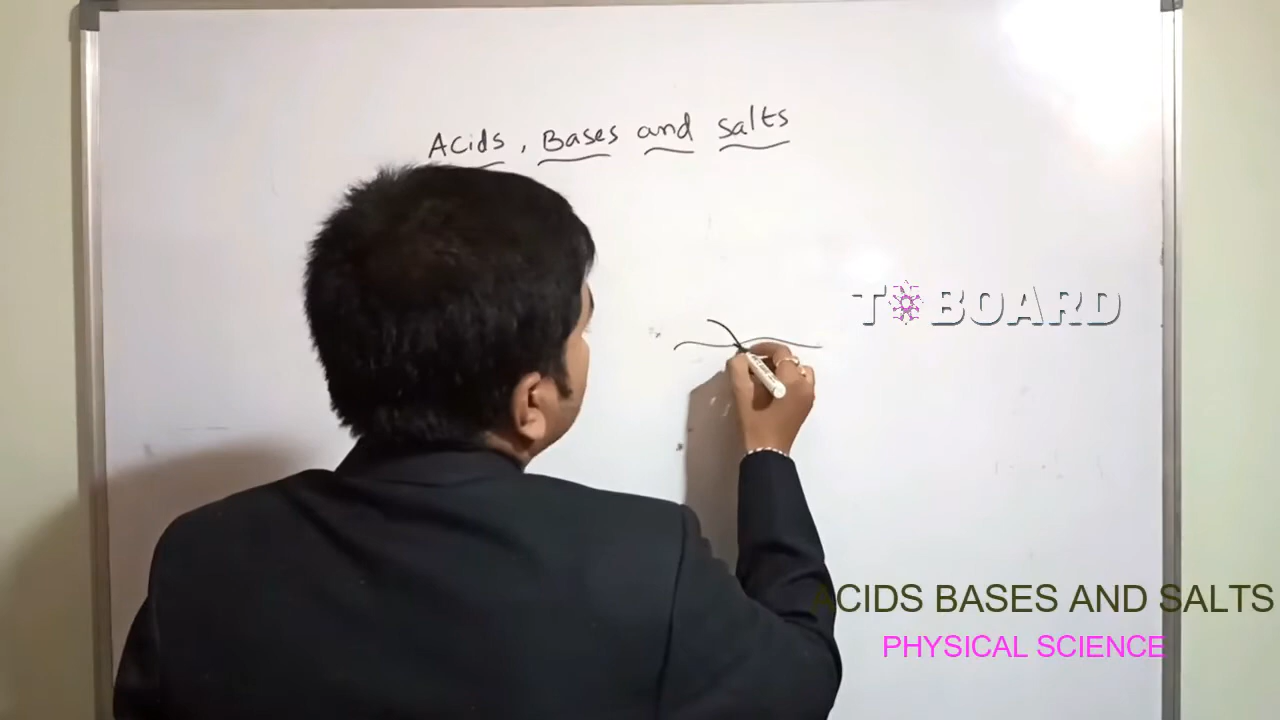 Acids, Bases and salts
T BOARD
ACIDS BASES AND SALTS
PHYSICAL SCIENCE